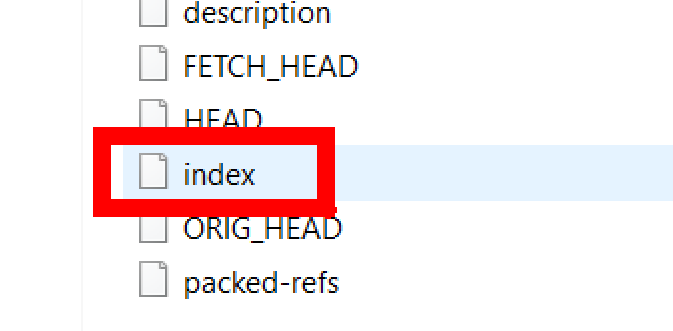 description
FETCH_HEAD
HEAD
index
ORIG_HEAD
packed-refs